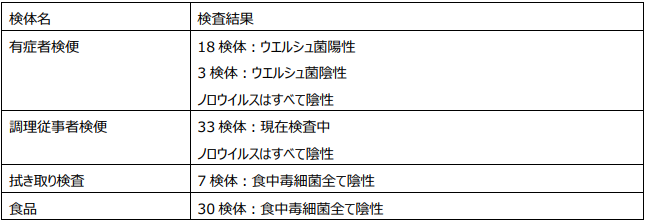 検体名 検査結果
有症者検便 18 検体：ウエルシュ菌陽性
3 検体：ウエルシュ菌陰性
ノロウイルスはすべて陰性
調理従事者検便 33 検体：現在検査中
ノロウイルスはすべて陰性
拭き取り検査 7 検体：食中毒細菌全て陰性
食品 30 検体：食中毒細菌全て陰性